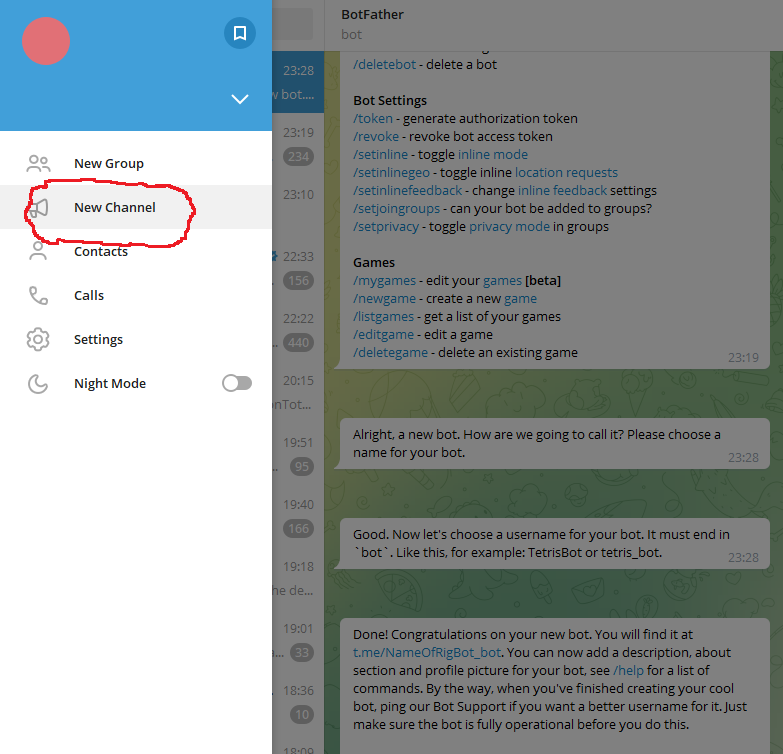 New Group
New Channel
Contacts
Calls
Settings
Night Mode
23:28
w bot....
23:19
234
23:10
22:33
156
22:22
440
20:15
onTot...
19:51
95
19:40
166
19:18
he de...
19:01
a...
33
18:36
10
18:09
BotFather
bot
/deletebot - delete a bot
Bot Settings
/token - generate authorization token
/revoke - revoke bot access token
/setinline - toggle inline mode
/setinlinegeo - toggle inline location requests
/setinlinefeedback - change inline feedback settings
/setjoingroups - can your bot be added to groups?
/setprivacy - toggle privacy mode in groups
Games
/mygames - edit your games [beta]
/newgame - create a new game
/listgames - get a list of your games
/editgame - edit a game
/deletegame - delete an existing game
23:19
Alright, a new bot. How are we going to call it? Please choose a
name for your bot.
23:28
Good. Now let's choose a username for your bot. It must end in
`bot`. Like this, for example: TetrisBot or tetris_bot.
23:28
Done! Congratulations on your new bot. You will find it at
t.me/NameOfRigBot_bot. You can now add a description, about
section and profile picture for your bot, see /help for a list of
commands. By the way, when you've finished creating your cool
bot, ping our Bot Support if you want a better username for it. Just
make sure the bot is fully operational before you do this.